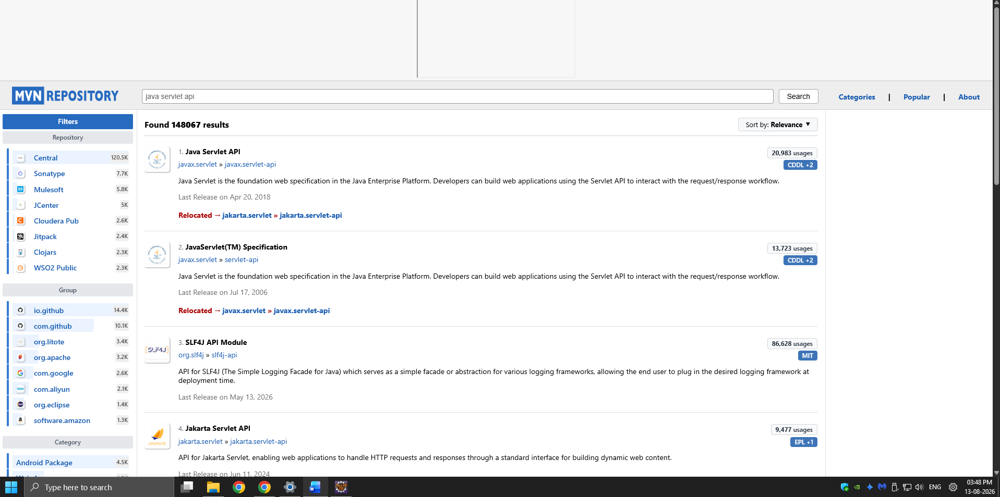 MVN REPOSITORY
java servlet api
Search
Categories | Popular | About
Filters
Repository
Central 120.5K
Sonatype 7.7K
Mulesoft 5.8K
JCenter 5K
Cloudera Pub 2.6K
Jitpack 2.4K
Clojars 2.3K
WSO2 Public 2.3K
Group
io.github 14.4K
com.github 10.1K
org.litote 3.4K
org.apache 3.2K
com.google 2.6K
com.aliyun 2.1K
org.eclipse 1.4K
software.amazon 1.3K
Category
Android Package 4.5K
Found 148067 results
Sort by: Relevance ▼
1. Java Servlet API
20,983 usages
javax.servlet » javax.servlet-api
CDDL +2
Java Servlet is the foundation web specification in the Java Enterprise Platform. Developers can build web applications using the Servlet API to interact with the request/response workflow.
Last Release on Apr 20, 2018
Relocated → jakarta.servlet » jakarta.servlet-api
2. JavaServlet(TM) Specification
13,723 usages
javax.servlet » servlet-api
CDDL +2
Java Servlet is the foundation web specification in the Java Enterprise Platform. Developers can build web applications using the Servlet API to interact with the request/response workflow.
Last Release on Jul 17, 2006
Relocated → javax.servlet » javax.servlet-api
SLF4J
3. SLF4J API Module
86,628 usages
org.slf4j » slf4j-api
MIT
API for SLF4J (The Simple Logging Facade for Java) which serves as a simple facade or abstraction for various logging frameworks, allowing the end user to plug in the desired logging framework at
deployment time.
Last Release on May 13, 2026
JAKARTA EE
4. Jakarta Servlet API
9,477 usages
jakarta.servlet » jakarta.servlet-api
EPL +1
API for Jakarta Servlet, enabling web applications to handle HTTP requests and responses through a standard interface for building dynamic web content.
Last Release on Jun 11, 2024
Type here to search
ENG
03:48 PM
13-08-2026